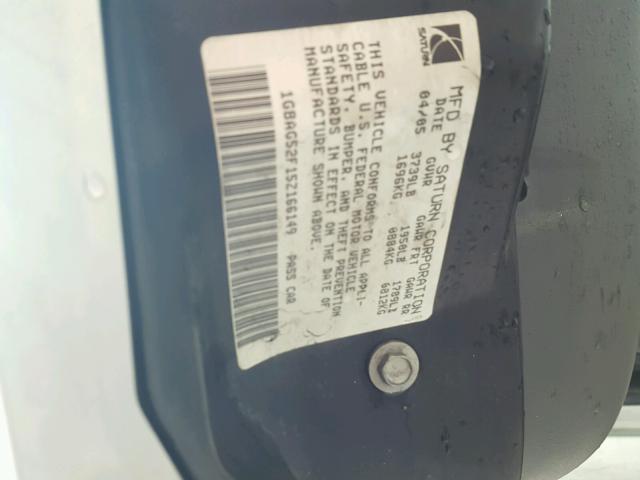 SATURN
MFD BY SATURN CORPORATION
DATE GVWR GAWR FRT GAWR RR
04/05 3739LB 1950LB 1789LB
1696KG 0884KG 0812KG
THIS VEHICLE CONFORMS TO ALL APPLI-
CABLE U.S. FEDERAL MOTOR VEHICLE
SAFETY, BUMPER, AND THEFT PREVENTION
STANDARDS IN EFFECT ON THE DATE OF
MANUFACTURE SHOWN ABOVE.
1G8AG52F15Z166149 PASS CAR